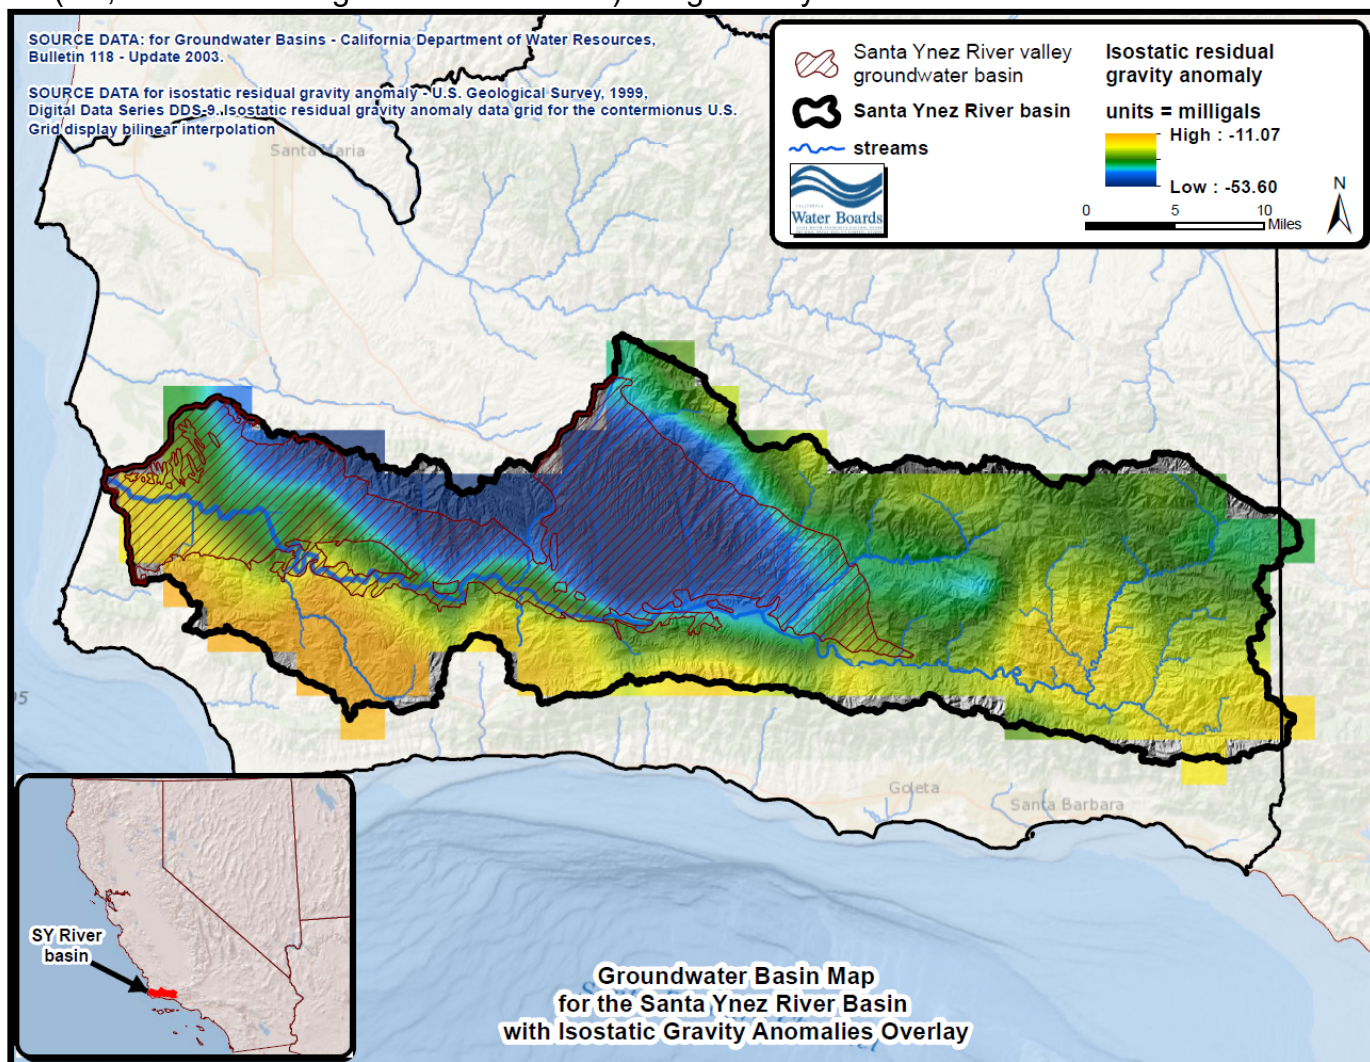 SOURCE DATA: for Groundwater Basins - California Department of Water Resources,
Bulletin 118 - Update 2003.
SOURCE DATA for isostatic residual gravity anomaly - U.S. Geological Survey, 1999,
Digital Data Series DDS-9. Isostatic residual gravity anomaly data grid for the contermionus U.S.
Grid display bilinear interpolation
Santa Ynez River valley
groundwater basin
Santa Ynez River basin
streams
CALIFORNIA
Water Boards
Isostatic residual
gravity anomaly
units = milligals
High : -11.07
Low : -53.60
N
0 5 10
Miles
Santa Maria
Goleta
Santa Barbara
SY River
basin
Groundwater Basin Map
for the Santa Ynez River Basin
with Isostatic Gravity Anomalies Overlay